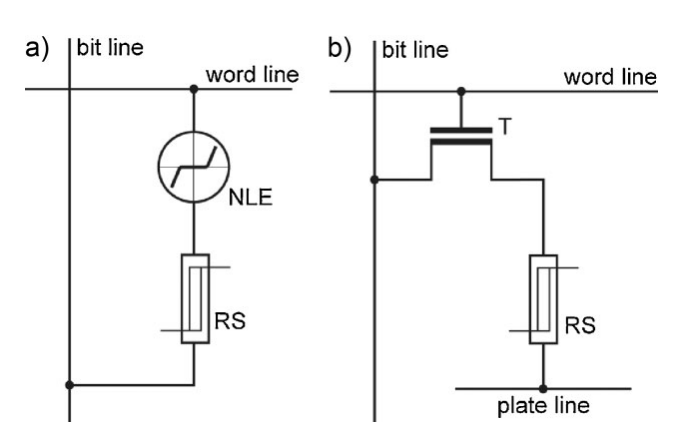 a) bit line
word line
NLE
RS
b) bit line
word line
T
RS
plate line